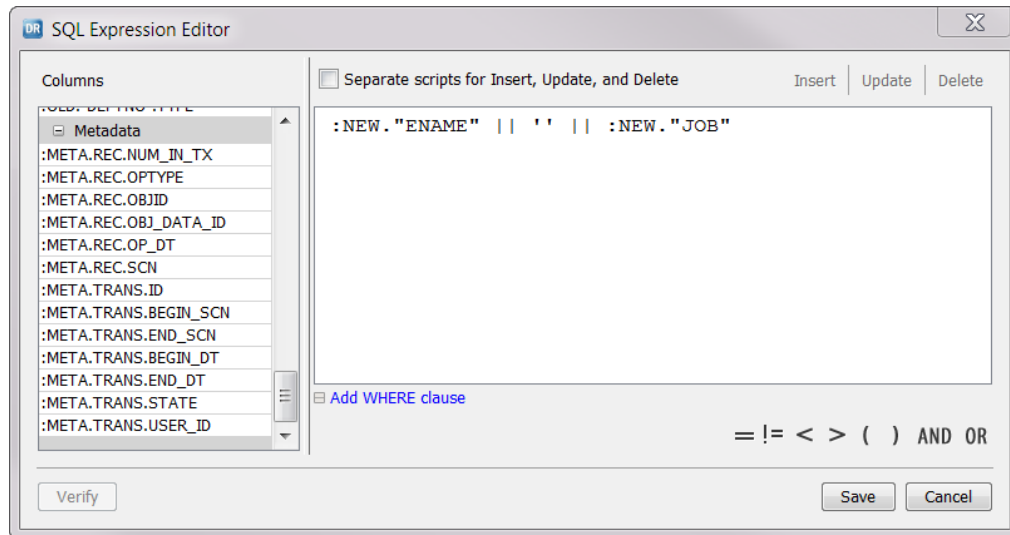 DR SQL Expression Editor
Columns
Separate scripts for Insert, Update, and Delete
Insert Update Delete
Metadata
:META.REC.NUM_IN_TX
:META.REC.OPTYPE
:META.REC.OBJID
:META.REC.OBJ_DATA_ID
:META.REC.OP_DT
:META.REC.SCN
:META.TRANS.ID
:META.TRANS.BEGIN_SCN
:META.TRANS.END_SCN
:META.TRANS.BEGIN_DT
:META.TRANS.END_DT
:META.TRANS.STATE
:META.TRANS.USER_ID
:NEW."ENAME" || '' || :NEW."JOB"
Add WHERE clause
= != < > ( ) AND OR
Verify
Save Cancel